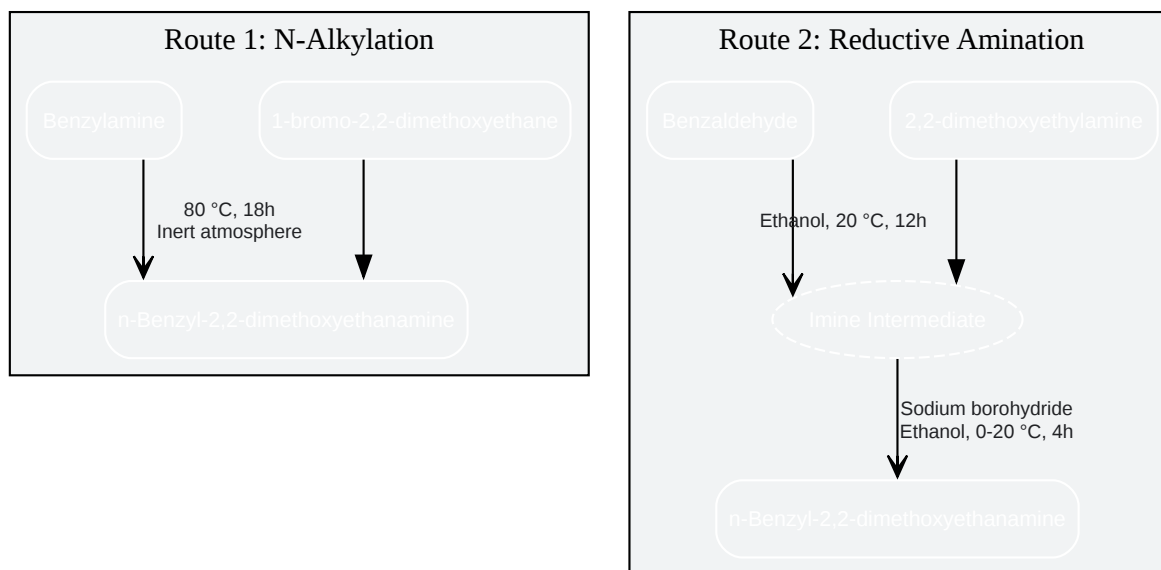 Route 1: N-Alkylation
Benzylamine
1-bromo-2,2-dimethoxyethane
80 °C, 18h
Inert atmosphere
n-Benzyl-2,2-dimethoxyethanamine
Route 2: Reductive Amination
Benzaldehyde
2,2-dimethoxyethylamine
Ethanol, 20 °C, 12h
Imine Intermediate
Sodium borohydride
Ethanol, 0-20 °C, 4h
n-Benzyl-2,2-dimethoxyethanamine